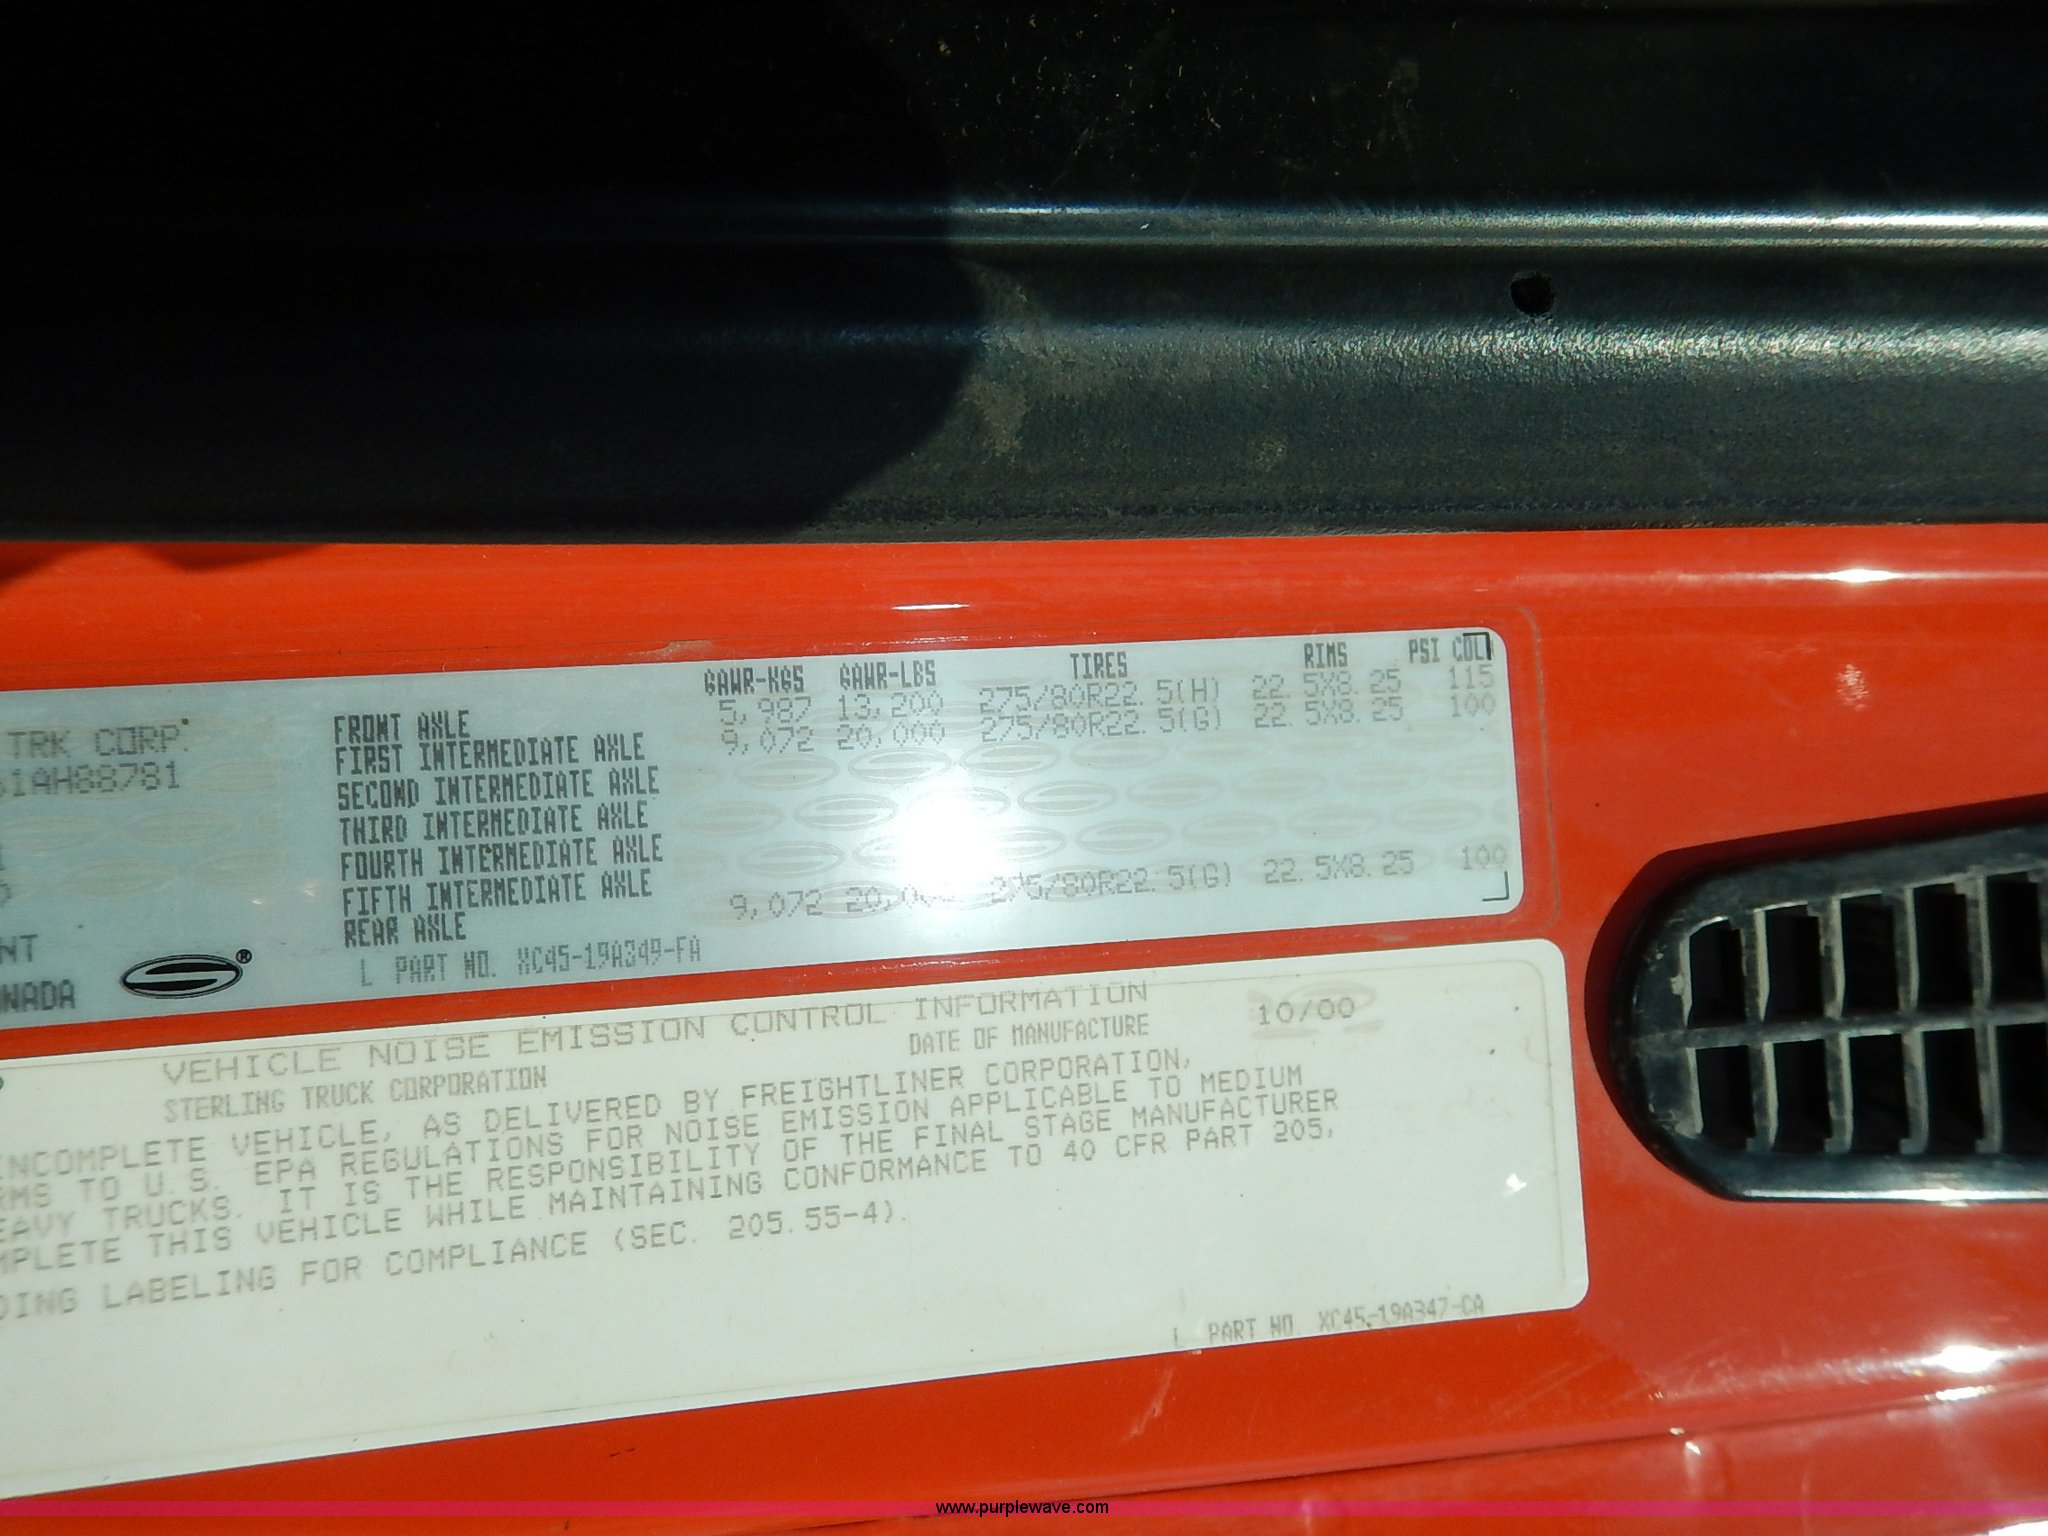 TRK CORP.
1AH88781
NT
NADA
®
GAWR-KGS GAWR-LBS TIRES RIMS PSI COLD
FRONT AXLE 5,987 13,200 275/80R22.5(H) 22.5X8.25 115
FIRST INTERMEDIATE AXLE 9,072 20,000 275/80R22.5(G) 22.5X8.25 100
SECOND INTERMEDIATE AXLE
THIRD INTERMEDIATE AXLE
FOURTH INTERMEDIATE AXLE
FIFTH INTERMEDIATE AXLE
REAR AXLE 9,072 20,000 275/80R22.5(G) 22.5X8.25 100
L PART NO. XC45-19A349-FA
VEHICLE NOISE EMISSION CONTROL INFORMATION
STERLING TRUCK CORPORATION DATE OF MANUFACTURE 10/00
INCOMPLETE VEHICLE, AS DELIVERED BY FREIGHTLINER CORPORATION,
RMS TO U.S. EPA REGULATIONS FOR NOISE EMISSION APPLICABLE TO MEDIUM
EAVY TRUCKS. IT IS THE RESPONSIBILITY OF THE FINAL STAGE MANUFACTURER
MPLETE THIS VEHICLE WHILE MAINTAINING CONFORMANCE TO 40 CFR PART 205,
DING LABELING FOR COMPLIANCE (SEC. 205.55-4).
L PART NO. XC45-19A347-CA
www.purplewave.com